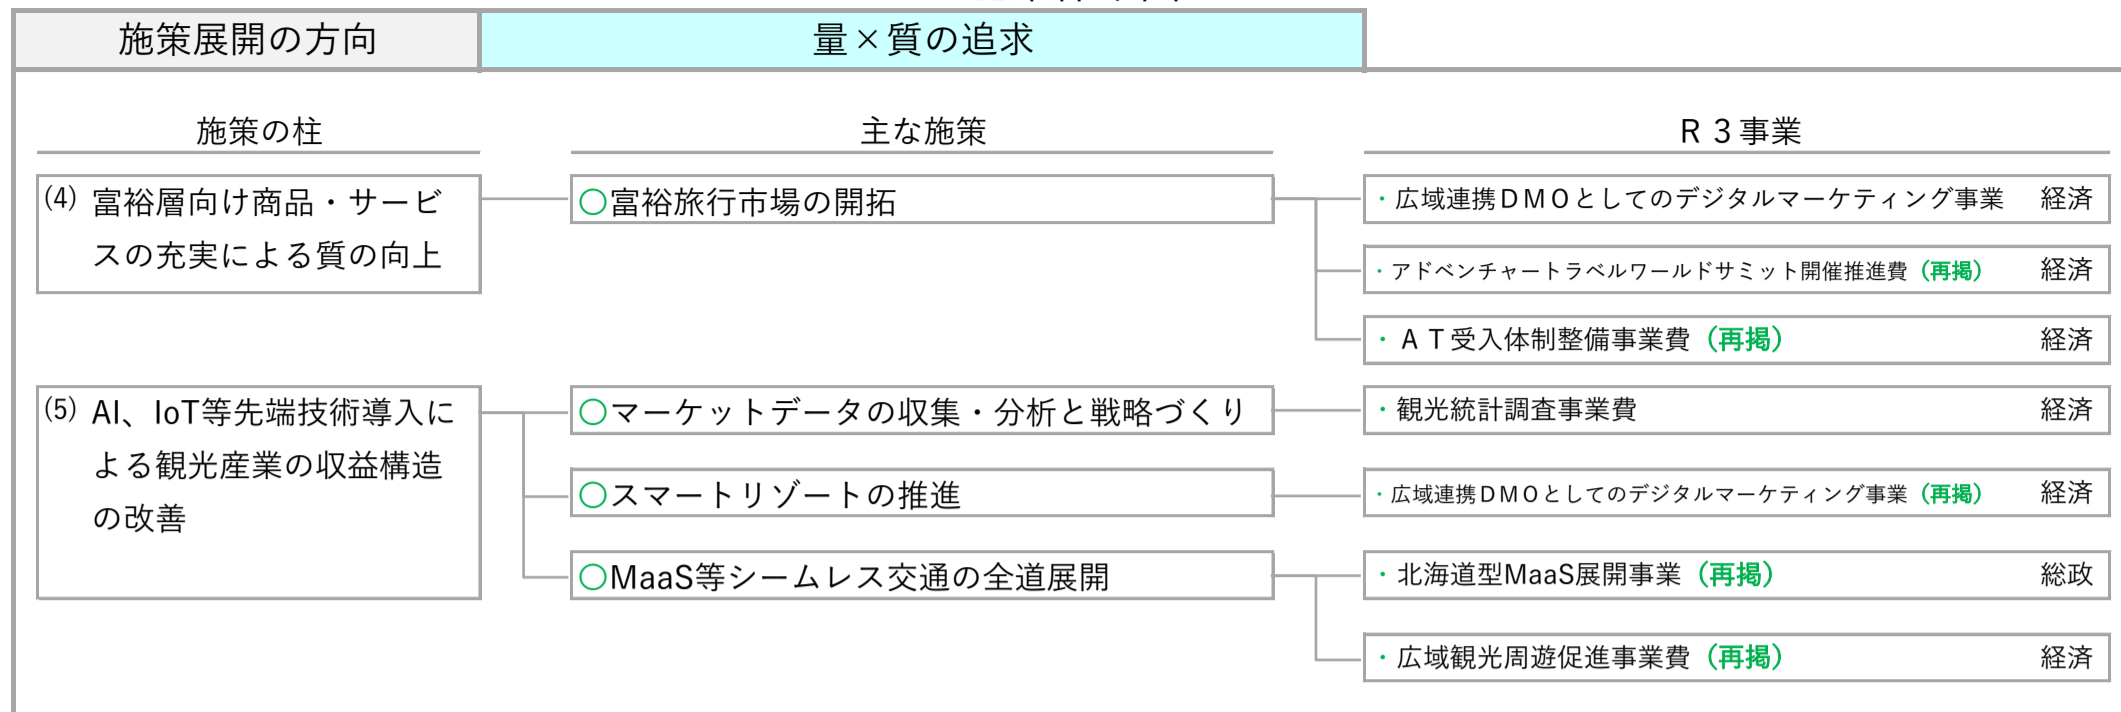 施策展開の方向
量×質の追求
施策の柱
主な施策
R3事業
(4) 富裕層向け商品・サービ
スの充実による質の向上
○富裕旅行市場の開拓
・広域連携DMOとしてのデジタルマーケティング事業 経済
・アドベンチャートラベルワールドサミット開催推進費(再掲) 経済
・AT受入体制整備事業費(再掲) 経済
(5) AI、IoT等先端技術導入に
よる観光産業の収益構造
の改善
○マーケットデータの収集・分析と戦略づくり
・観光統計調査事業費 経済
○スマートリゾートの推進
・広域連携DMOとしてのデジタルマーケティング事業(再掲) 経済
○MaaS等シームレス交通の全道展開
・北海道型MaaS展開事業(再掲) 総政
・広域観光周遊促進事業費(再掲) 経済